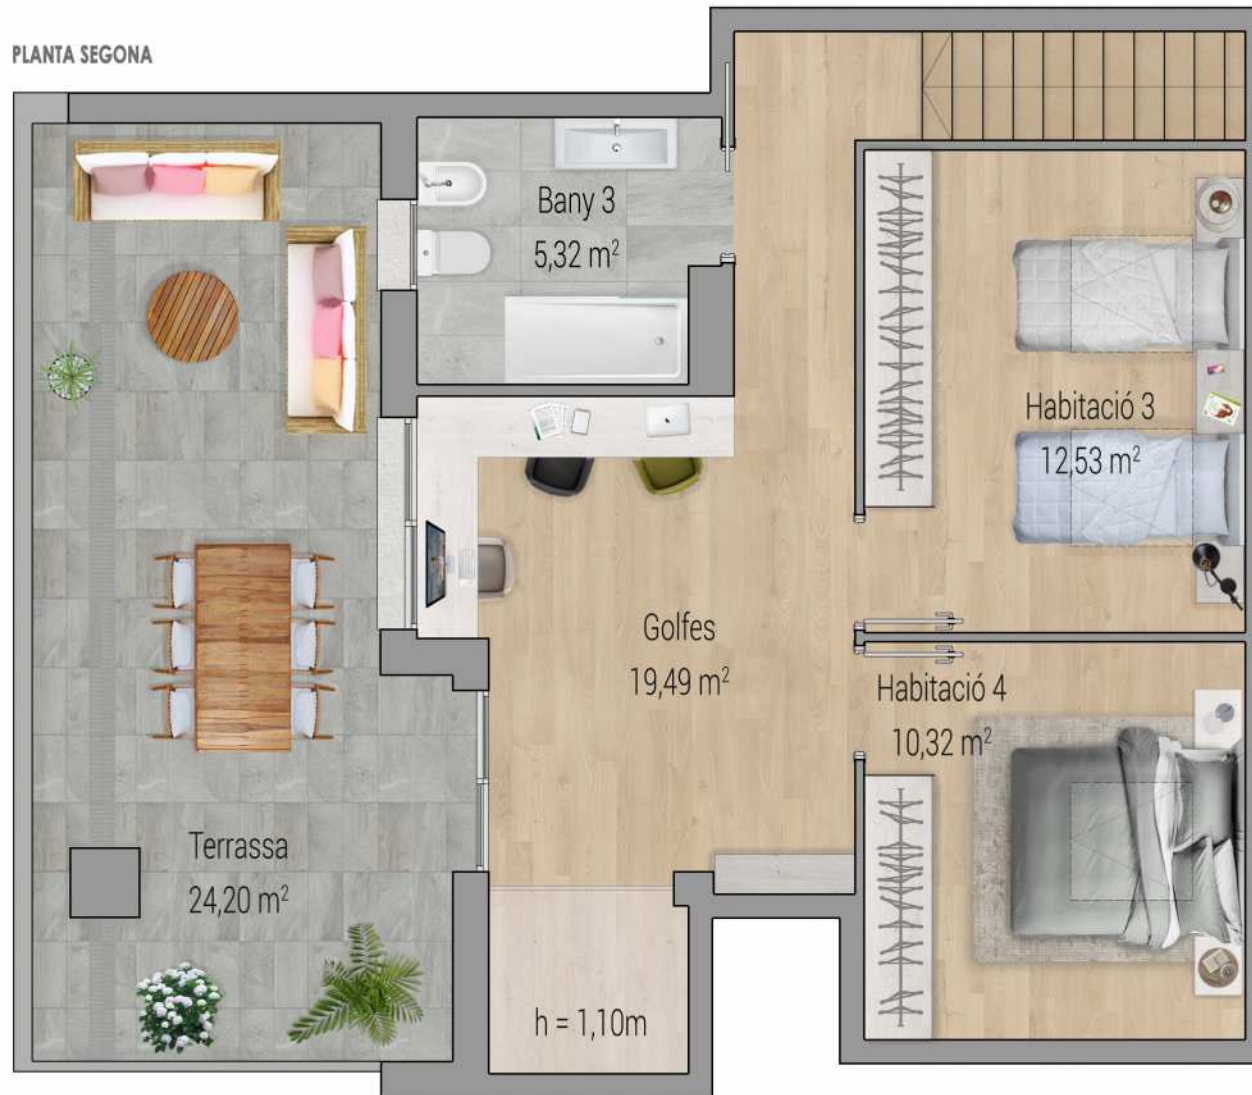 PLANTA SEGONA
Bany 3
5,32 m²
Habitació 3
12,53 m²
Golfes
19,49 m²
Habitació 4
10,32 m²
Terrassa
24,20 m²
h = 1,10m